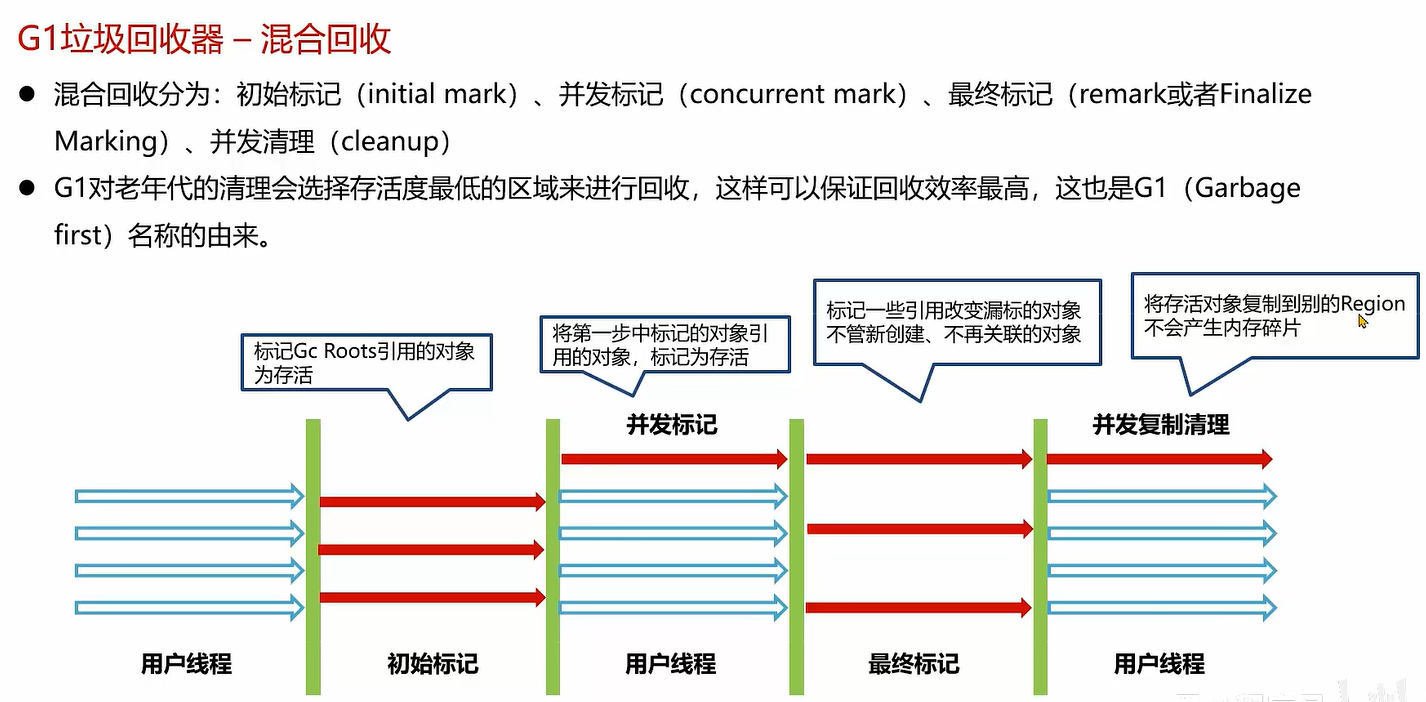 G1垃圾回收器 – 混合回收
● 混合回收分为：初始标记（initial mark）、并发标记（concurrent mark）、最终标记（remark或者Finalize
Marking）、并发清理（cleanup）
● G1对老年代的清理会选择存活度最低的区域来进行回收，这样可以保证回收效率最高，这也是G1（Garbage
first）名称的由来。
标记Gc Roots引用的对象
为存活
将第一步中标记的对象引
用的对象，标记为存活
标记一些引用改变漏标的对象
不管新创建、不再关联的对象
将存活对象复制到别的Region
不会产生内存碎片
并发标记
并发复制清理
用户线程
初始标记
用户线程
最终标记
用户线程